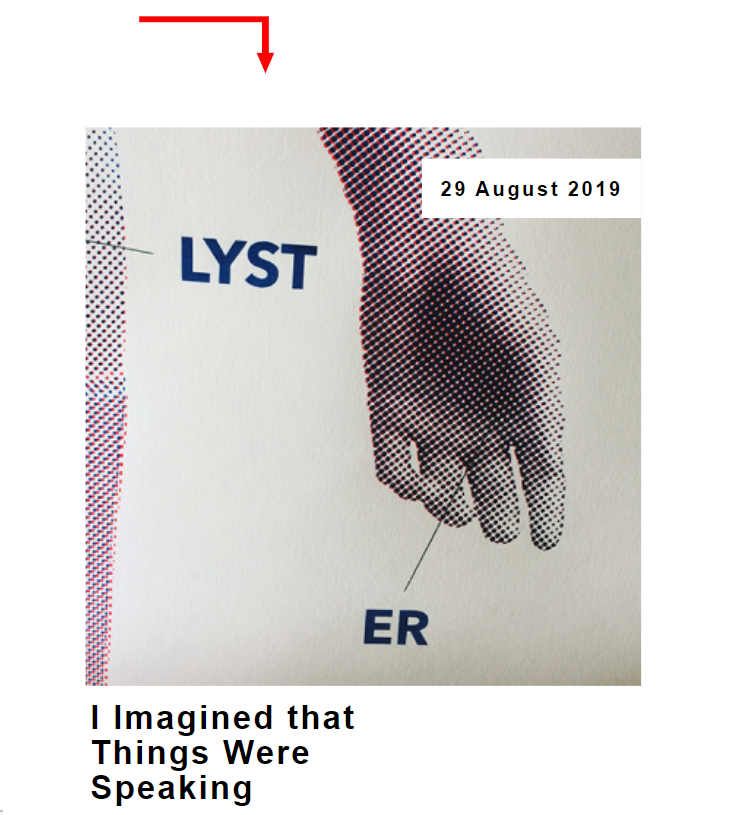 29 August 2019
LYST
ER
I Imagined that
Things Were
Speaking